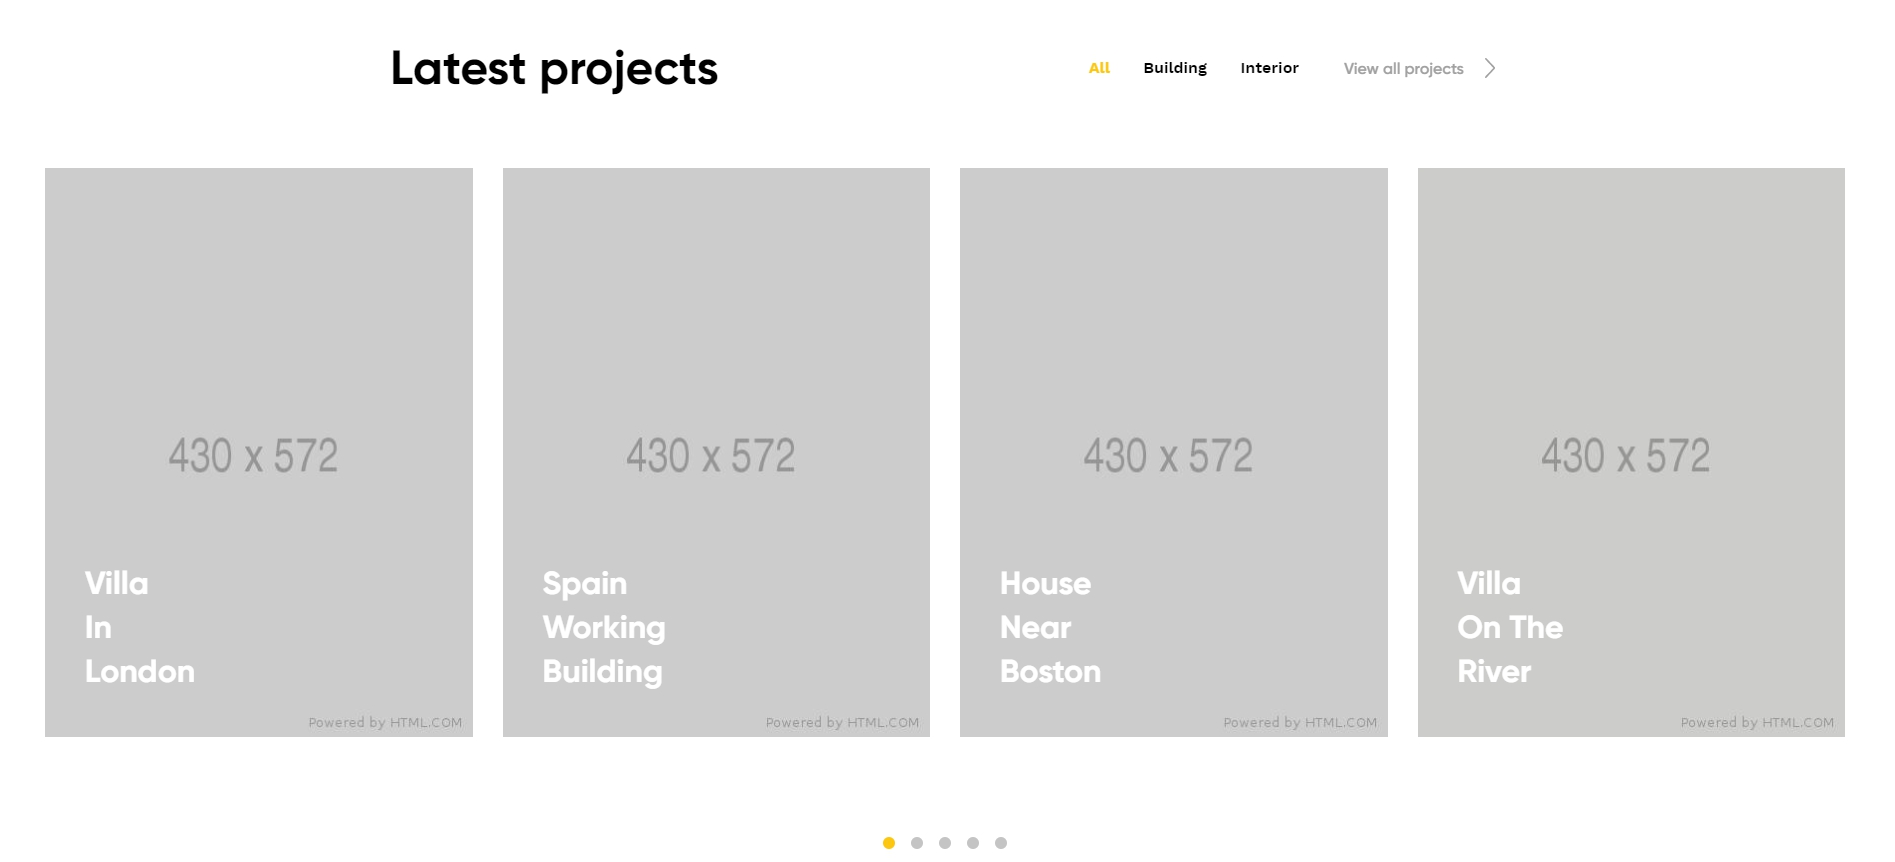 Latest projects
All Building Interior View all projects
430 x 572
Villa
In
London
Powered by HTML.COM
430 x 572
Spain
Working
Building
Powered by HTML.COM
430 x 572
House
Near
Boston
Powered by HTML.COM
430 x 572
Villa
On The
River
Powered by HTML.COM